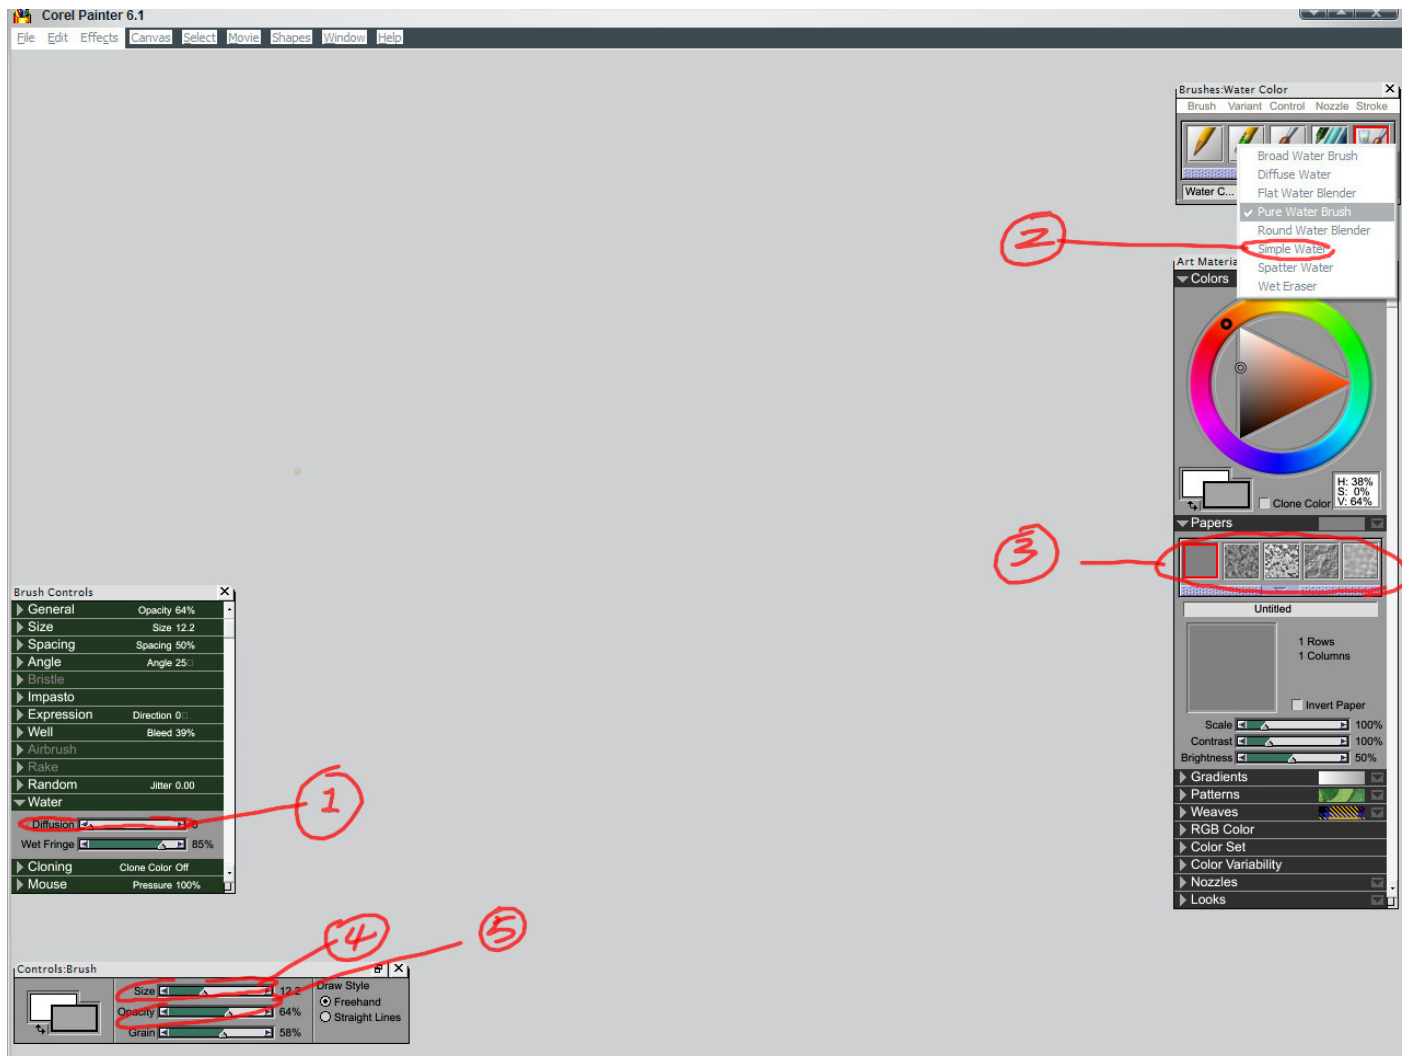 Corel Painter 6.1
File Edit Effects Canvas Select Movie Shapes Window Help
Brushes:Water Color
Brush Variant Control Nozzle Stroke
Water C...
Broad Water Brush
Diffuse Water
Flat Water Blender
Pure Water Brush
Round Water Blender
Simple Water
Spatter Water
Wet Eraser
2
Art Materia
Colors
H: 38%
S: 0%
V: 64%
Clone Color
Papers
3
Untitled
1 Rows
1 Columns
Invert Paper
Scale 100%
Contrast 100%
Brightness 50%
Gradients
Patterns
Weaves
RGB Color
Color Set
Color Variability
Nozzles
Looks
Brush Controls
General Opacity 64%
Size Size 12.2
Spacing Spacing 50%
Angle Angle 25
Bristle
Impasto
Expression Direction 0
Well Bleed 39%
Airbrush
Rake
Random Jitter 0.00
Water
1
Diffusion 0
Wet Fringe 85%
Cloning Clone Color Off
Mouse Pressure 100%
4
5
Controls:Brush
Size 12.2
Opacity 64%
Grain 58%
Draw Style
Freehand
Straight Lines